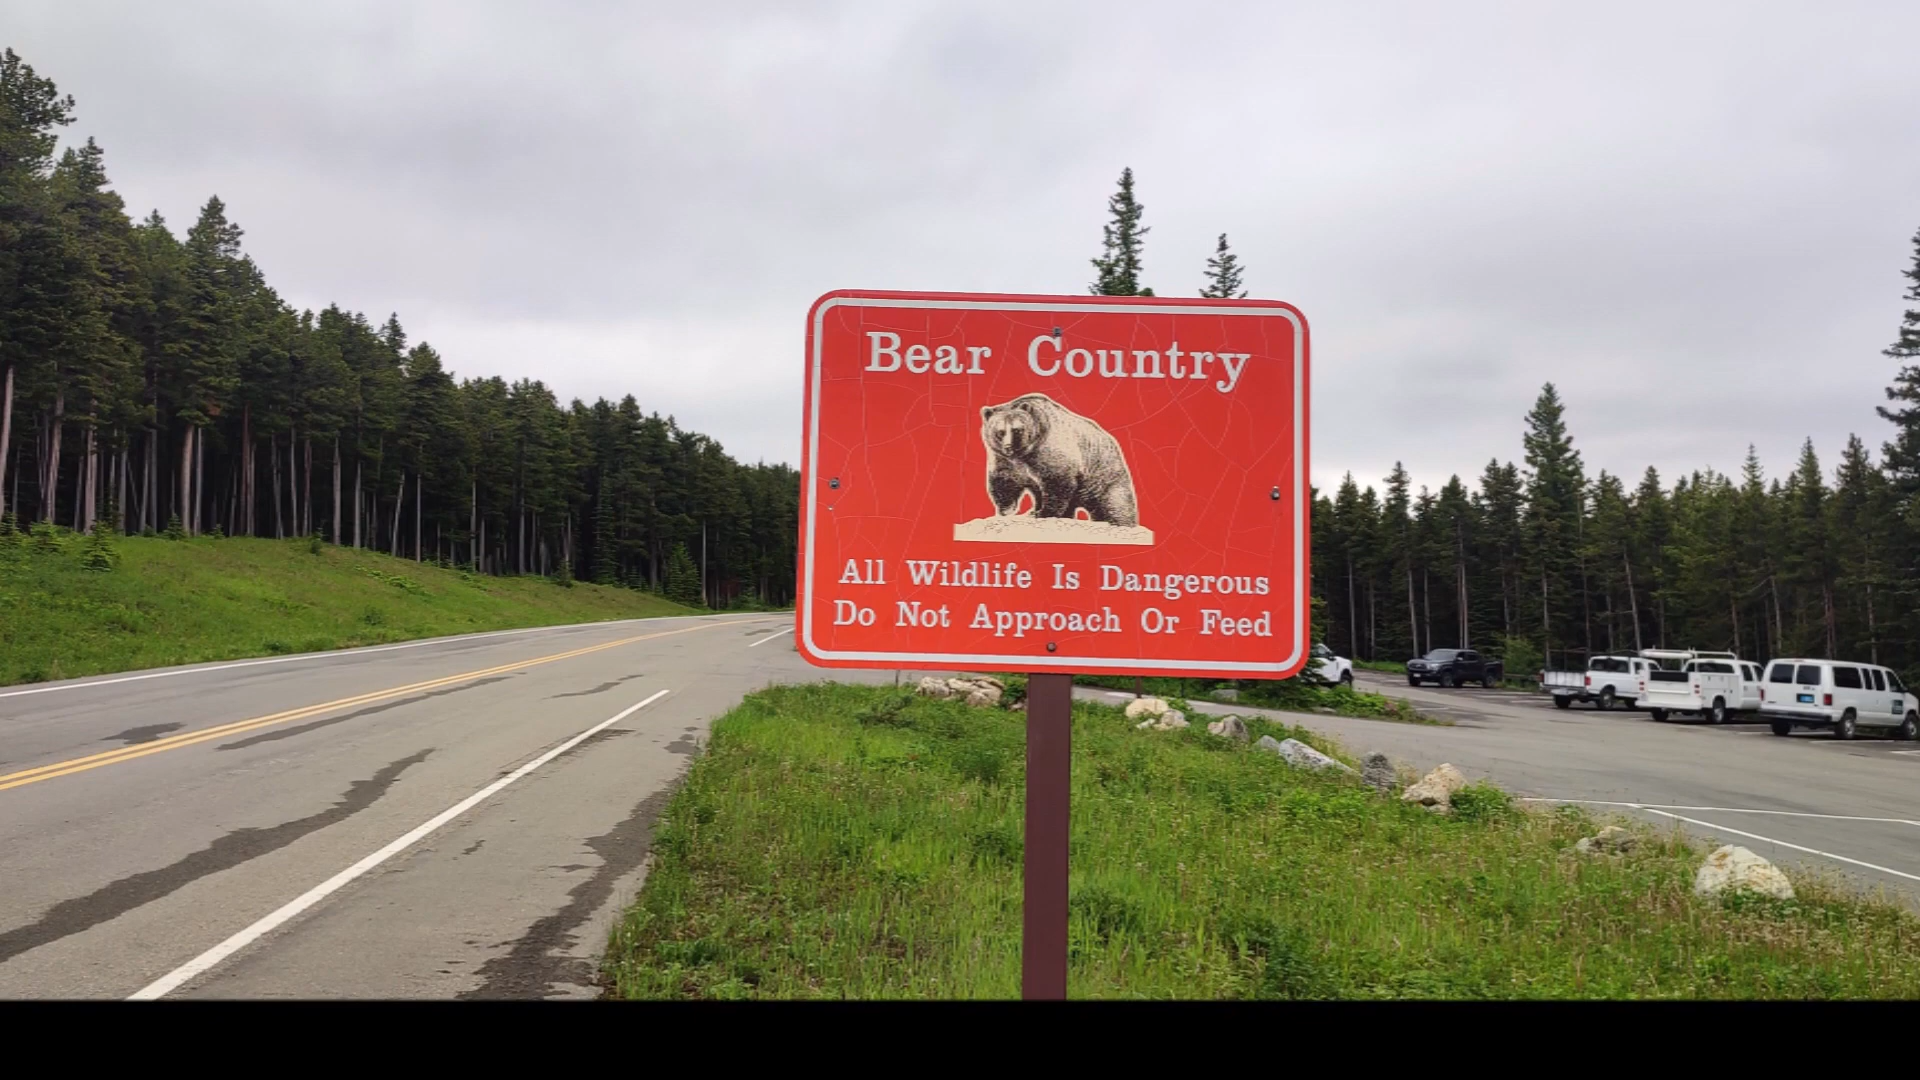 Bear Country
All Wildlife Is Dangerous
Do Not Approach Or Feed